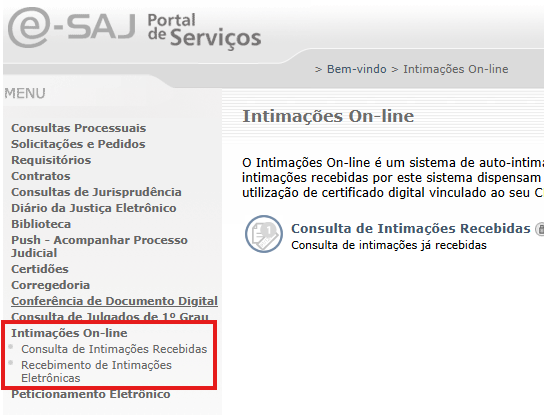 e-SAJ Portal
de Serviços
> Bem-vindo > Intimações On-line
MENU
Consultas Processuais
Solicitações e Pedidos
Requisitórios
Contratos
Consultas de Jurisprudência
Diário da Justiça Eletrônico
Biblioteca
Push - Acompanhar Processo
Judicial
Certidões
Corregedoria
Conferência de Documento Digital
Consulta de Julgados de 1º Grau
Intimações On-line
Consulta de Intimações Recebidas
Recebimento de Intimações
Eletrônicas
Peticionamento Eletrônico
Intimações On-line
O Intimações On-line é um sistema de auto-intima
intimações recebidas por este sistema dispensam
utilização de certificado digital vinculado ao seu C
Consulta de Intimações Recebidas
Consulta de intimações já recebidas